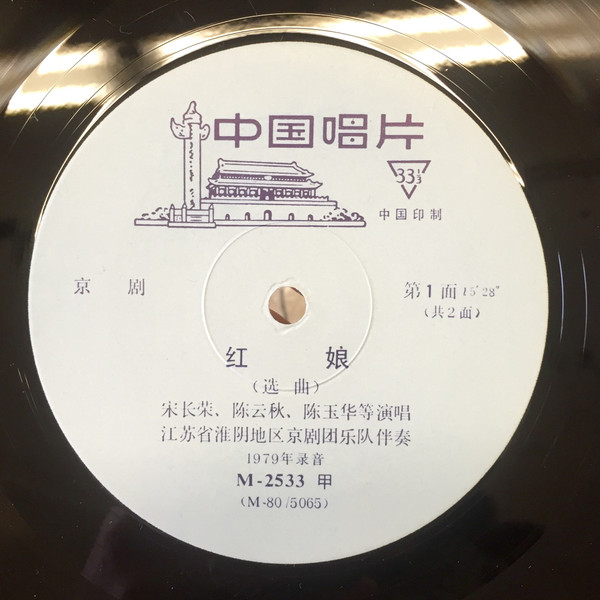 中国唱片
33⅓
中国印制
京 剧
第1面 15′28″
（共2面）
红 娘
（选 曲）
宋长荣、陈云秋、陈玉华等演唱
江苏省淮阴地区京剧团乐队伴奏
1979年录音
M-2533 甲
(M-80/5065)